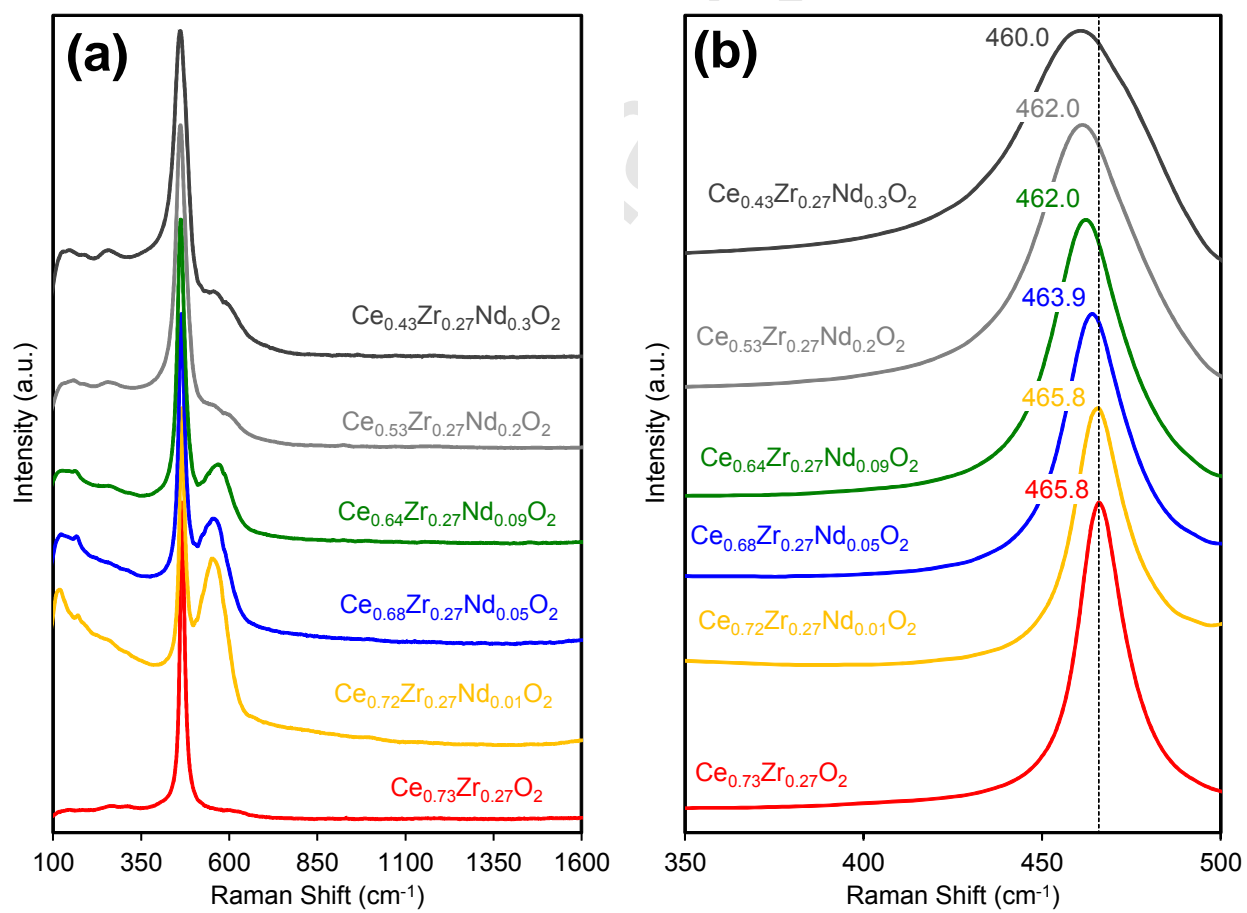 (a)
Intensity (a.u.)
Ce₀.₄₃Zr₀.₂₇Nd₀.₃O₂
Ce₀.₅₃Zr₀.₂₇Nd₀.₂O₂
Ce₀.₆₄Zr₀.₂₇Nd₀.₀₉O₂
Ce₀.₆₈Zr₀.₂₇Nd₀.₀₅O₂
Ce₀.₇₂Zr₀.₂₇Nd₀.₀₁O₂
Ce₀.₇₃Zr₀.₂₇O₂
100 350 600 850 1100 1350 1600
Raman Shift (cm⁻¹)
(b)
Intensity (a.u.)
460.0
462.0
Ce₀.₄₃Zr₀.₂₇Nd₀.₃O₂
462.0
463.9
Ce₀.₅₃Zr₀.₂₇Nd₀.₂O₂
465.8
Ce₀.₆₄Zr₀.₂₇Nd₀.₀₉O₂
465.8
Ce₀.₆₈Zr₀.₂₇Nd₀.₀₅O₂
Ce₀.₇₂Zr₀.₂₇Nd₀.₀₁O₂
Ce₀.₇₃Zr₀.₂₇O₂
350 400 450 500
Raman Shift (cm⁻¹)